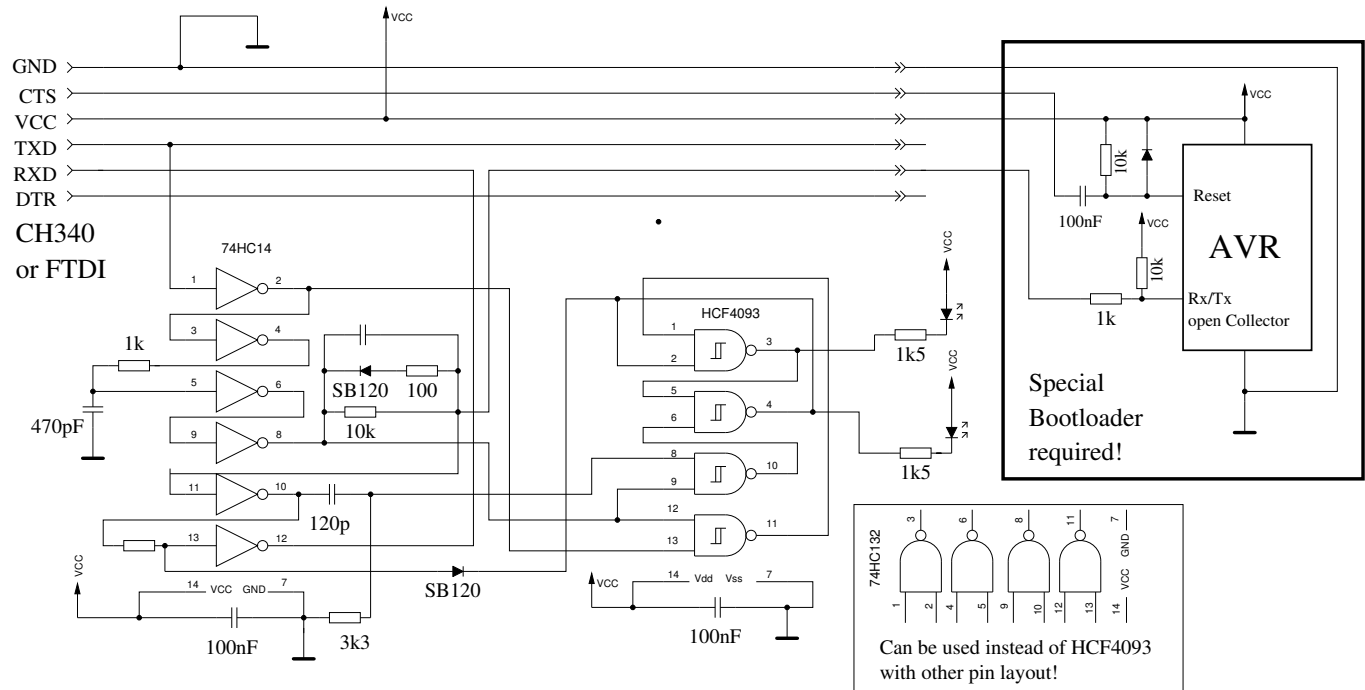 GND
CTS
VCC
TXD
RXD
DTR
CH340
or FTDI
VCC
74HC14
1
2
3
4
1k
5
6
470pF
9
8
11
10
120p
13
12
SB120
100
10k
SB120
VCC
14
VCC
GND
7
100nF
3k3
HCF4093
1
2
3
5
6
4
8
9
10
12
13
11
VCC
1k5
VCC
1k5
VCC
14
Vdd
Vss
7
100nF
VCC
10k
100nF
Reset
VCC
10k
AVR
1k
Rx/Tx
open Collector
Special
Bootloader
required!
74HC132
3
6
8
11
7
GND
VCC
1
2
4
5
9
10
12
13
14
Can be used instead of HCF4093
with other pin layout!